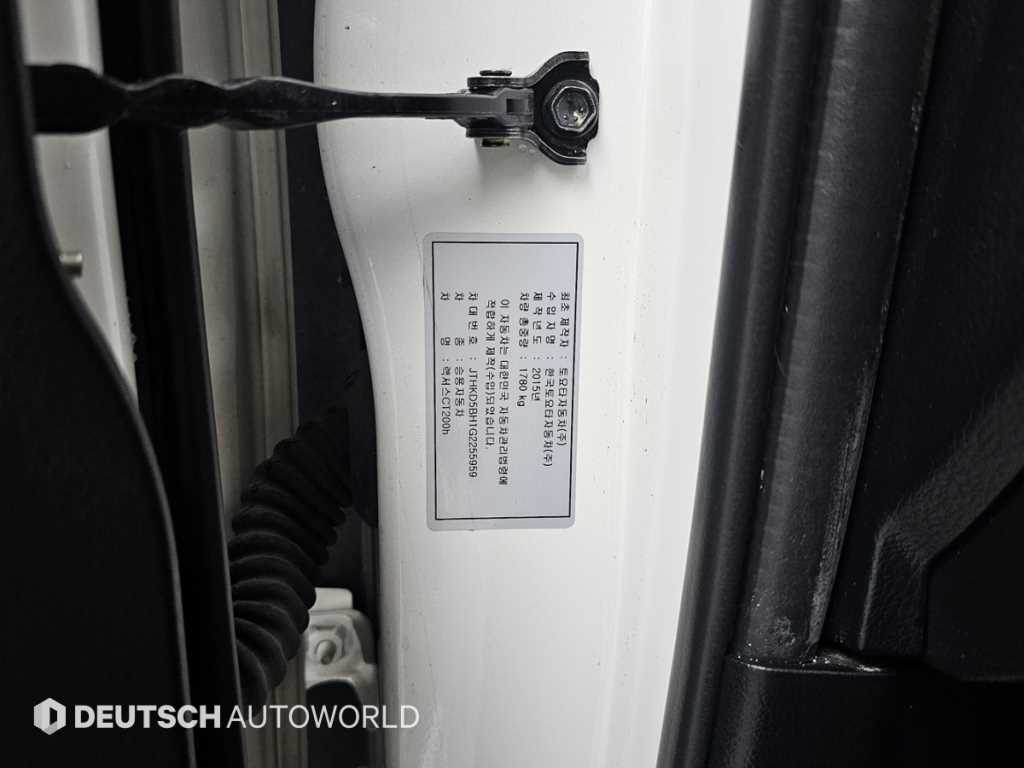 최초 제작자 : 토요타자동차(주)
수입 자명 : 한국토요타자동차(주)
제 작 년 도 : 2015년
차량 총중량 : 1780 kg
이 자동차는 대한민국 자동차관리법령에
적합하게 제작(수입)되었습니다.
차 대 번 호 : JTHKD5BH1G2255959
차 종 : 승용자동차
차 명 : 렉서스CT200h
DEUTSCH AUTOWORLD